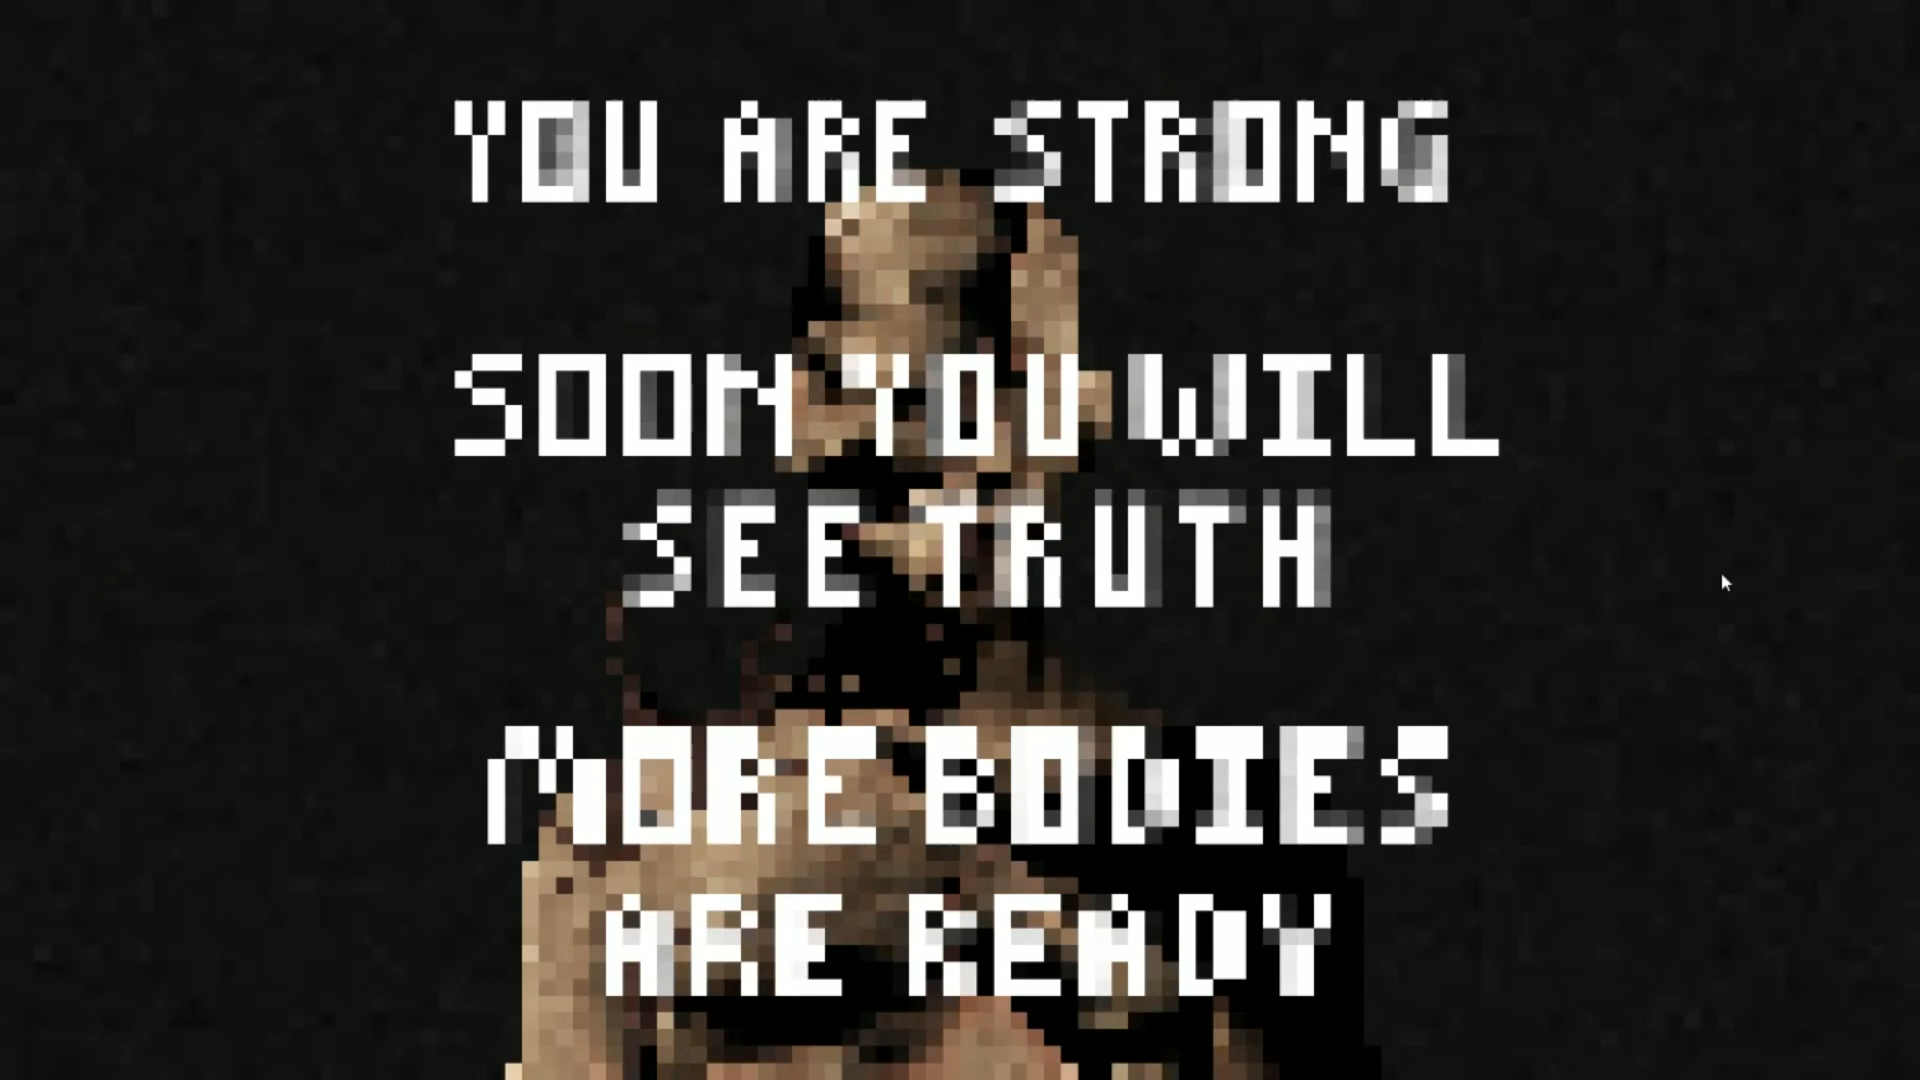 YOU ARE STRONG
SOON YOU WILL
SEE TRUTH
MORE BODIES
ARE READY